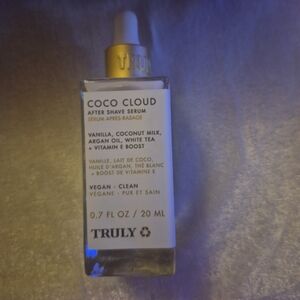 COCO CLOUD
AFTER SHAVE SERUM
SÉRUM APRÈS-RASAGE
VANILLA, COCONUT MILK,
ARGAN OIL, WHITE TEA
+ VITAMIN E BOOST
VANILLE, LAIT DE COCO,
HUILE D'ARGAN, THÉ BLANC
+ BOOST DE VITAMINE E
VEGAN - CLEAN
VÉGANE - PUR ET SAIN
0.7 FL OZ / 20 ML
TRULY